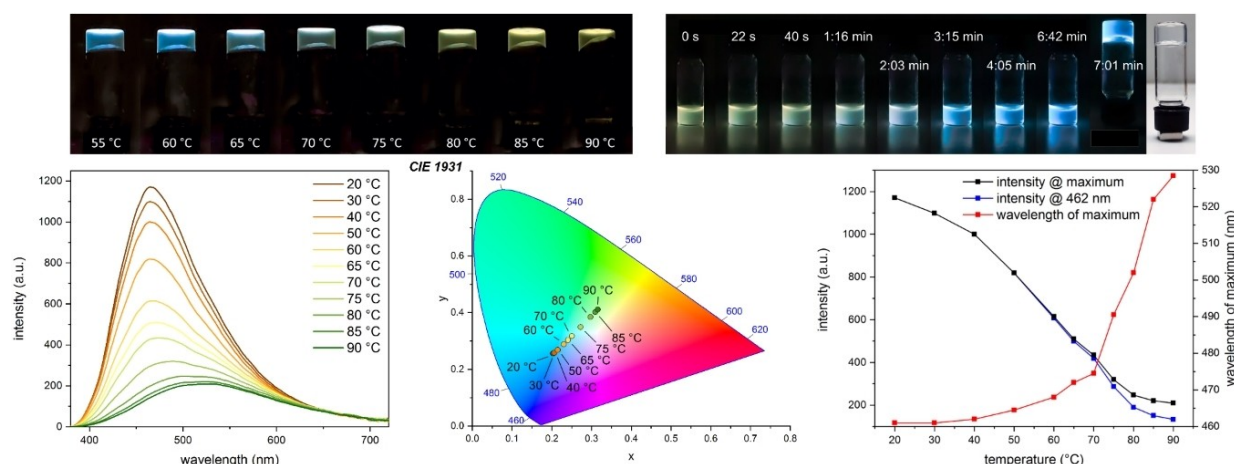 55 °C 60 °C 65 °C 70 °C 75 °C 80 °C 85 °C 90 °C
0 s 22 s 40 s 1:16 min 3:15 min 6:42 min
2:03 min 4:05 min 7:01 min
1200
1000
800
600
400
200
0
intensity (a.u.)
400 500 600 700
wavelength (nm)
20 °C
30 °C
40 °C
50 °C
60 °C
65 °C
70 °C
75 °C
80 °C
85 °C
90 °C
CIE 1931
0.8
0.6
0.4
0.2
0.0
y
0.0 0.1 0.2 0.3 0.4 0.5 0.6 0.7 0.8
x
520
540
560
500
580
600
620
480
460
90 °C
80 °C
70 °C
60 °C
85 °C
75 °C
20 °C
65 °C
50 °C
30 °C
40 °C
intensity @ maximum
intensity @ 462 nm
wavelength of maximum
1200
1000
800
600
400
200
intensity (a.u.)
530
520
510
500
490
480
470
460
wavelength of maximum (nm)
20 30 40 50 60 70 80 90
temperature (°C)